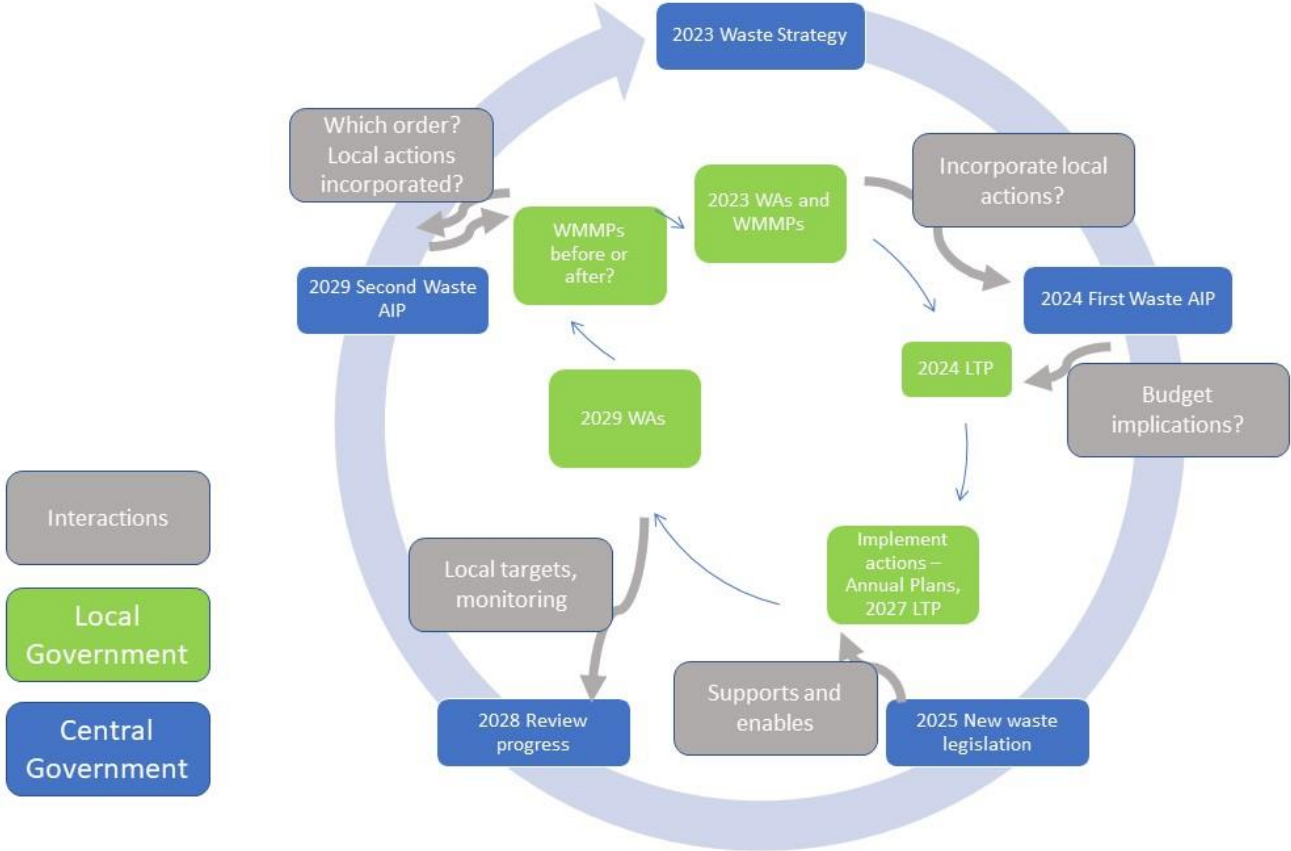 2023 Waste Strategy
Which order?
Local actions
incorporated?
Incorporate local
actions?
2023 WAs and
WMMPs
WMMPs
before or
after?
2029 Second Waste
AIP
2024 First Waste AIP
2024 LTP
Budget
implications?
2029 WAs
Interactions
Local targets,
monitoring
Implement
actions –
Annual Plans,
2027 LTP
Local
Government
Supports and
enables
2028 Review
progress
2025 New waste
legislation
Central
Government